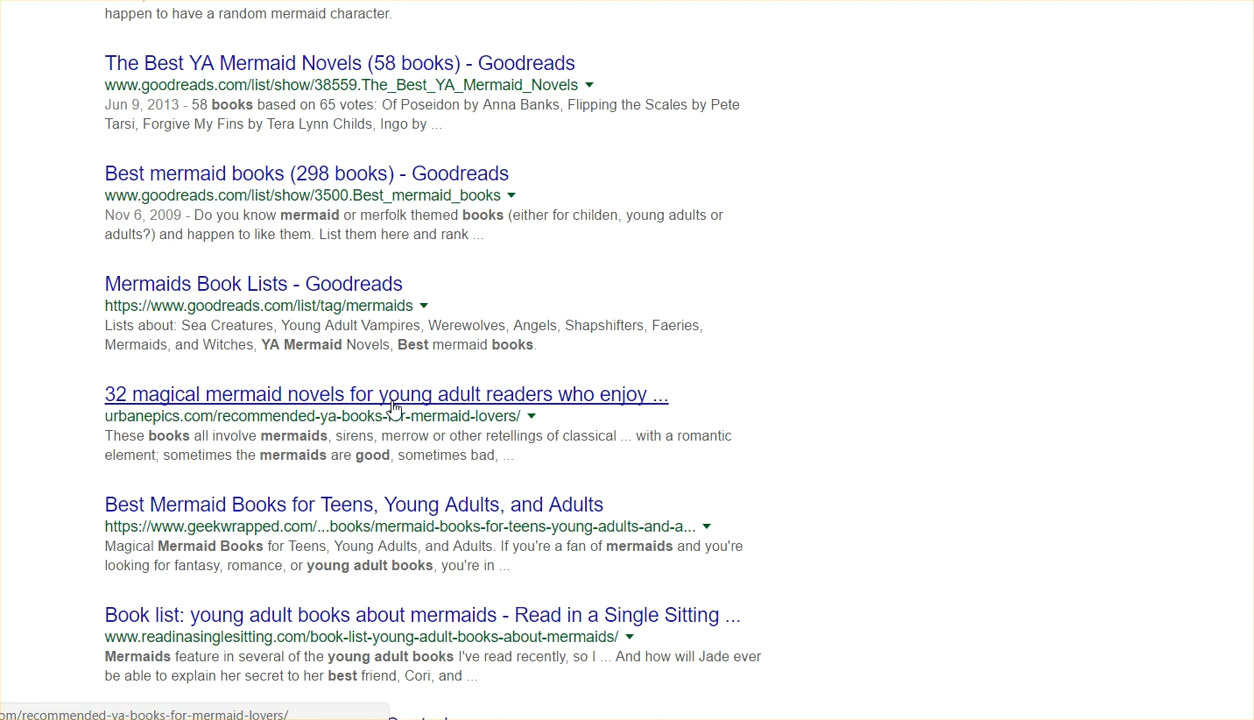 happen to have a random mermaid character.
The Best YA Mermaid Novels (58 books) - Goodreads
www.goodreads.com/list/show/38559.The_Best_YA_Mermaid_Novels
Jun 9, 2013 - 58 books based on 65 votes: Of Poseidon by Anna Banks, Flipping the Scales by Pete
Tarsi, Forgive My Fins by Tera Lynn Childs, Ingo by ...
Best mermaid books (298 books) - Goodreads
www.goodreads.com/list/show/3500.Best_mermaid_books
Nov 6, 2009 - Do you know mermaid or merfolk themed books (either for childen, young adults or
adults?) and happen to like them. List them here and rank ...
Mermaids Book Lists - Goodreads
https://www.goodreads.com/list/tag/mermaids
Lists about: Sea Creatures, Young Adult Vampires, Werewolves, Angels, Shapshifters, Faeries,
Mermaids, and Witches, YA Mermaid Novels, Best mermaid books.
32 magical mermaid novels for young adult readers who enjoy ...
urbanepics.com/recommended-ya-books-for-mermaid-lovers/
These books all involve mermaids, sirens, merrow or other retellings of classical ... with a romantic
element; sometimes the mermaids are good, sometimes bad, ...
Best Mermaid Books for Teens, Young Adults, and Adults
https://www.geekwrapped.com/...books/mermaid-books-for-teens-young-adults-and-a...
Magical Mermaid Books for Teens, Young Adults, and Adults. If you're a fan of mermaids and you're
looking for fantasy, romance, or young adult books, you're in ...
Book list: young adult books about mermaids - Read in a Single Sitting ...
www.readinasinglesitting.com/book-list-young-adult-books-about-mermaids/
Mermaids feature in several of the young adult books I've read recently, so I ... And how will Jade ever
be able to explain her secret to her best friend, Cori, and ...
om/recommended-ya-books-for-mermaid-lovers/